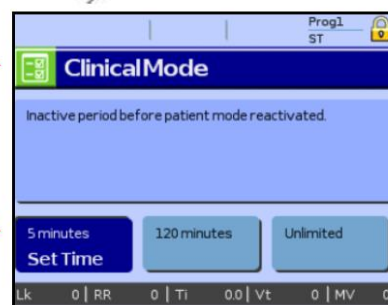 Prog1
ST
Clinical Mode
Inactive period before patient mode reactivated.
5 minutes 120 minutes Unlimited
Set Time
Lk 0 RR 0 Ti 0.0 Vt 0 MV